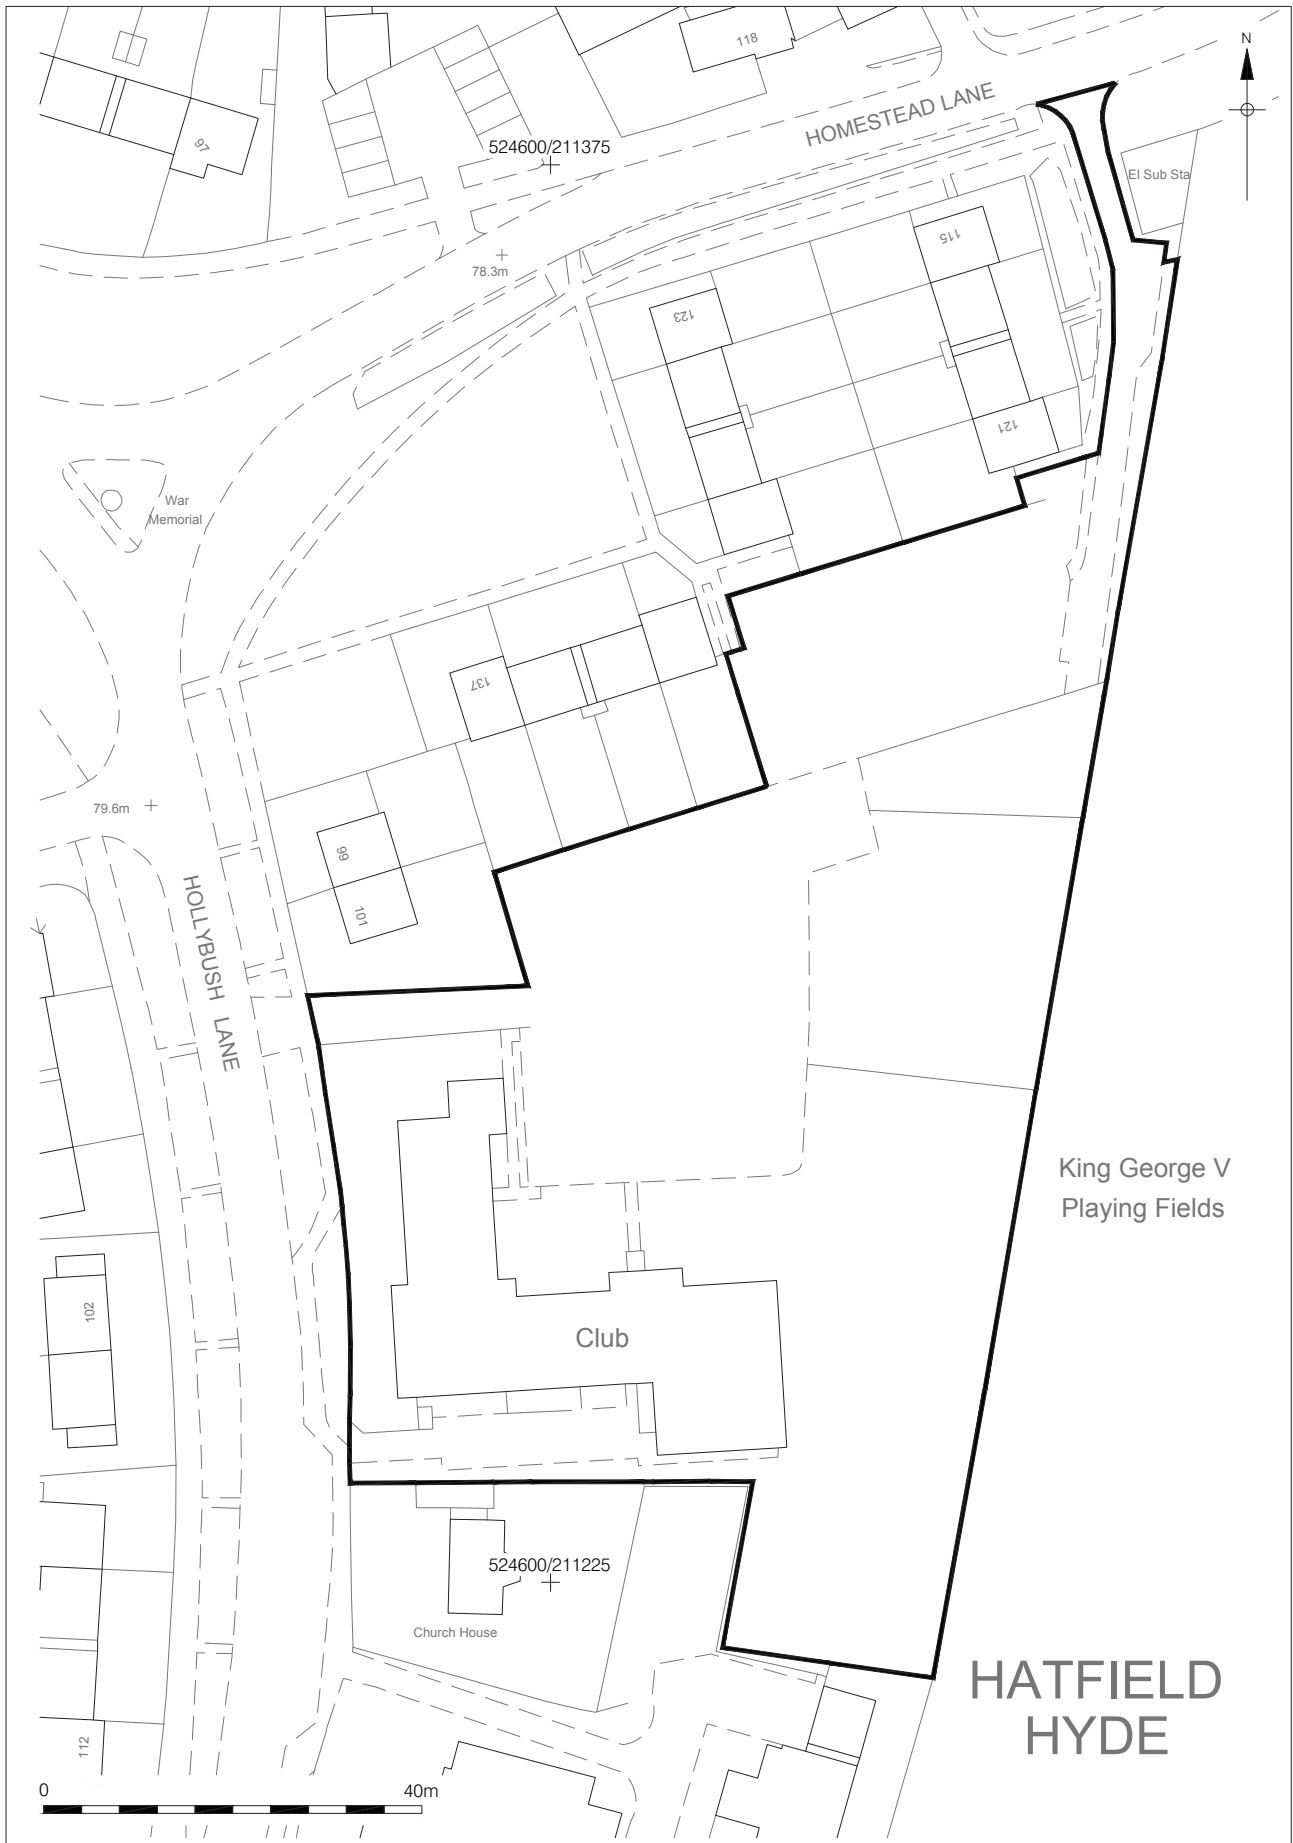 118
N
97
HOMESTEAD LANE
524600/211375
El Sub Sta
115
78.3m
123
121
War
Memorial
137
79.6m
99
101
HOLLYBUSH LANE
King George V
Playing Fields
102
Club
524600/211225
Church House
HATFIELD
HYDE
112
0
40m